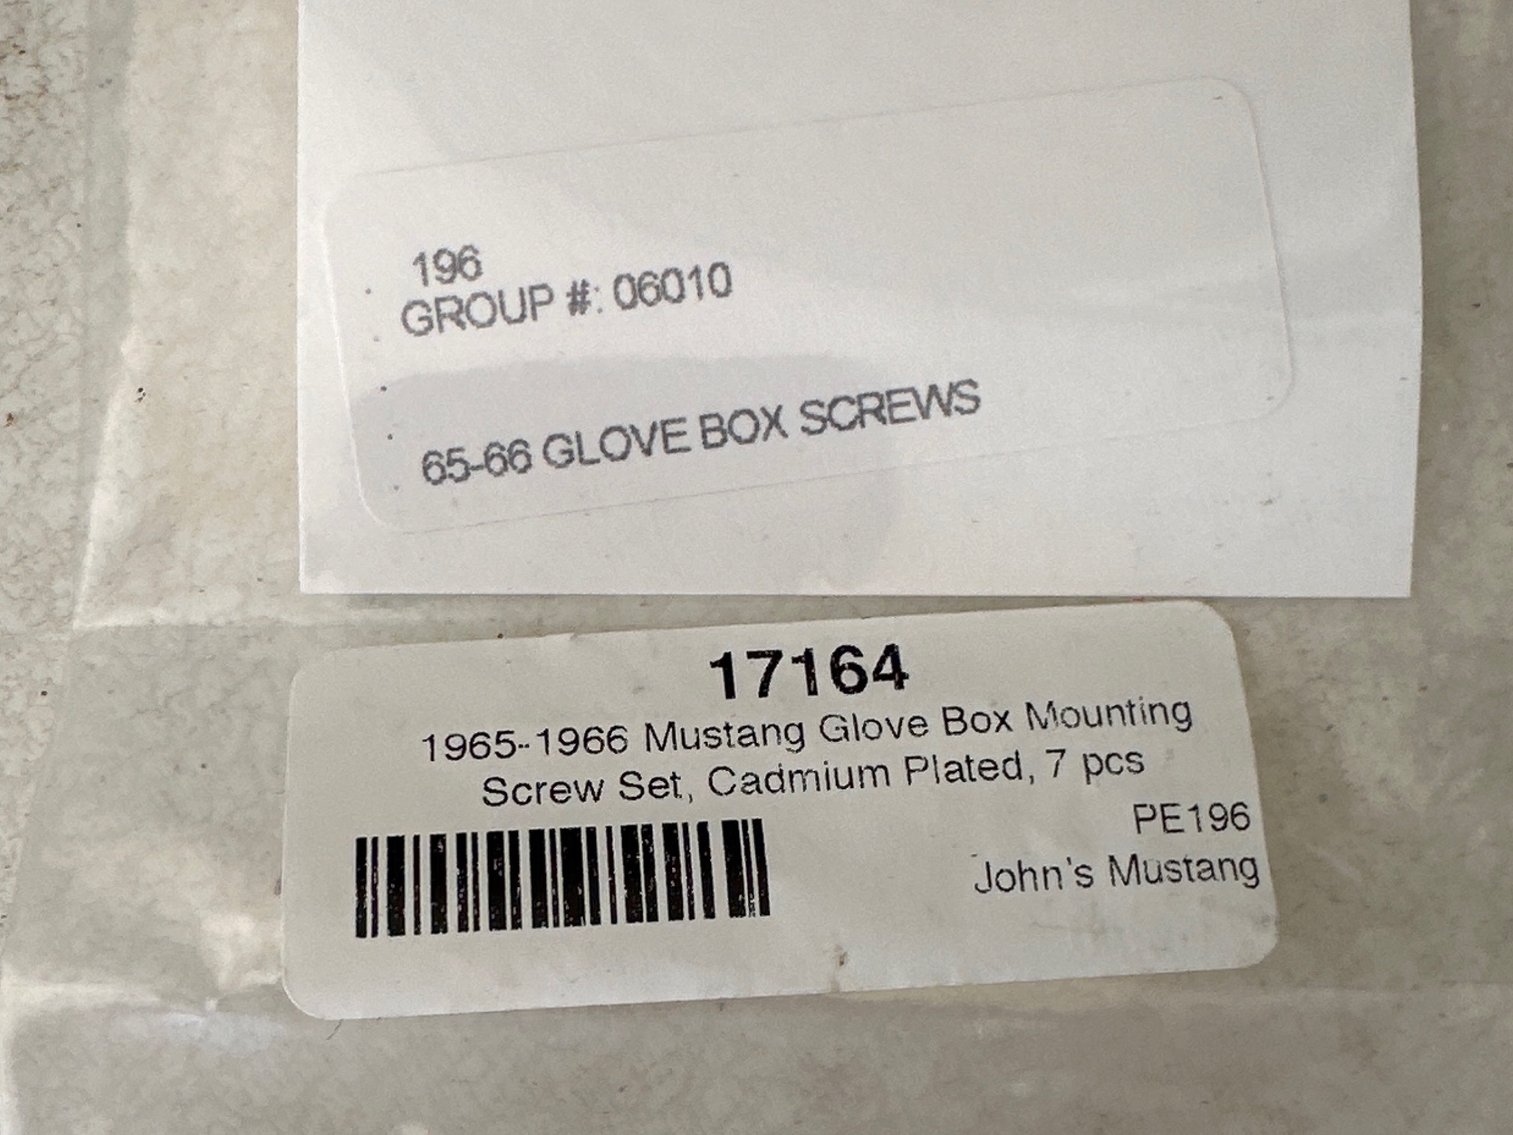 196
GROUP #: 06010
65-66 GLOVE BOX SCREWS
17164
1965-1966 Mustang Glove Box Mounting
Screw Set, Cadmium Plated, 7 pcs
PE196
John's Mustang